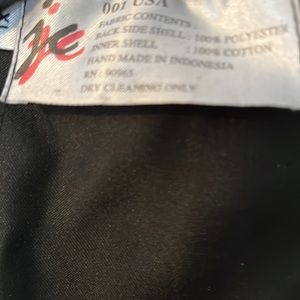 001 USA
FABRIC CONTENTS :
BACK SIDE SHELL : 100% POLYESTER
INNER SHELL : 100% COTTON
HAND MADE IN INDONESIA
RN : 90965
DRY CLEANING ONLY